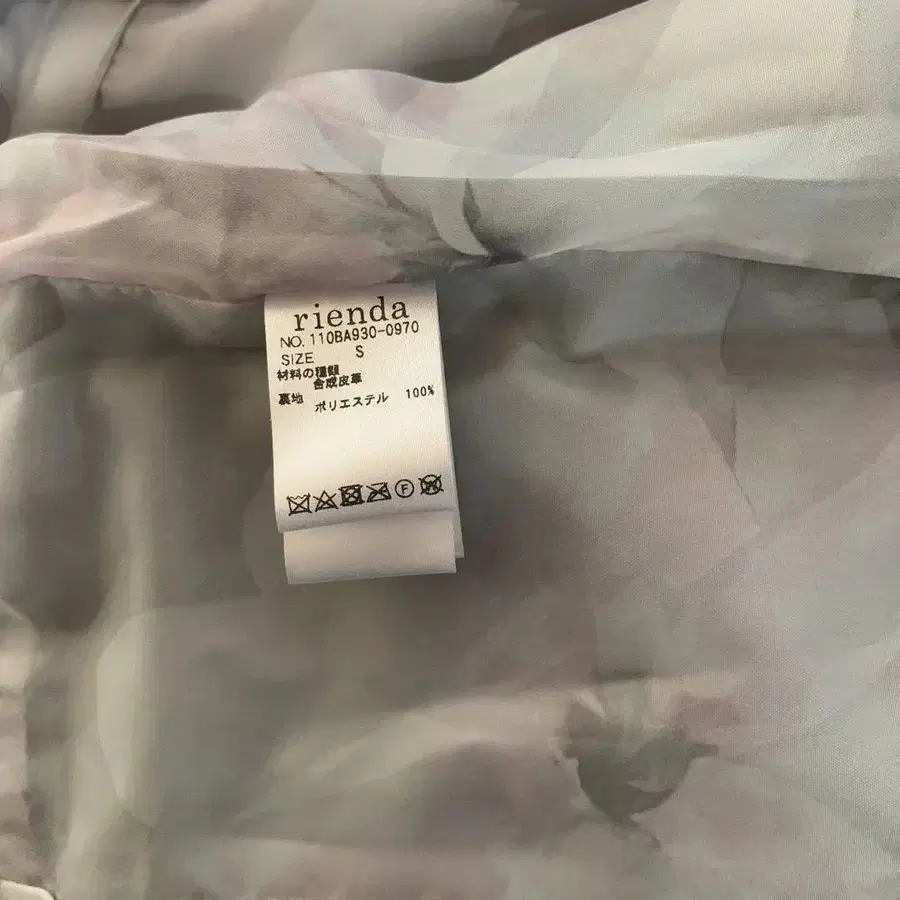 rienda
NO. 110BA930-0970
SIZE S
材料の種類
合成皮革
裏地
ポリエステル 100%
F